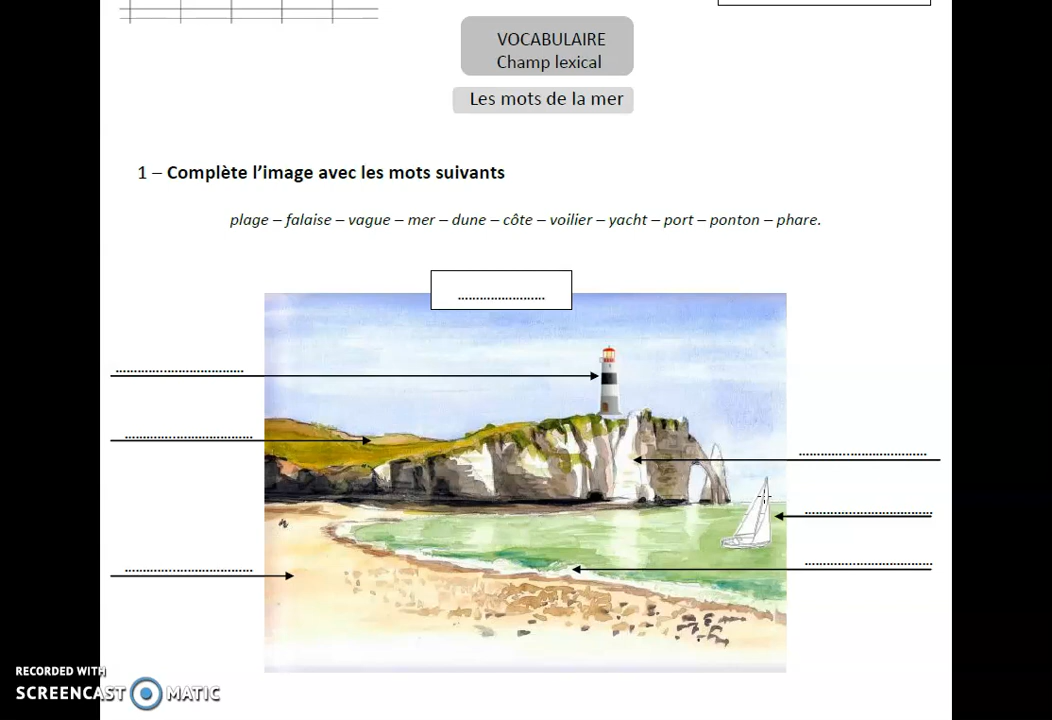 VOCABULAIRE
Champ lexical
Les mots de la mer
1 – Complète l’image avec les mots suivants
plage – falaise – vague – mer – dune – côte – voilier – yacht – port – ponton – phare.
RECORDED WITH
SCREENCAST MATIC